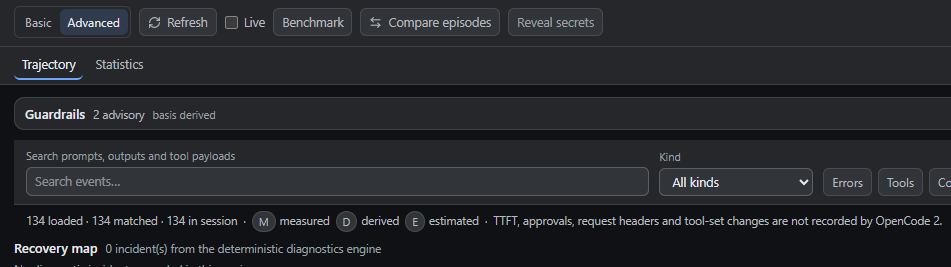 Basic Advanced Refresh Live Benchmark Compare episodes Reveal secrets
Trajectory Statistics
Guardrails 2 advisory basis derived
Search prompts, outputs and tool payloads Kind
Search events... All kinds Errors Tools
134 loaded · 134 matched · 134 in session · M measured D derived E estimated · TTFT, approvals, request headers and tool-set changes are not recorded by OpenCode 2.
Recovery map 0 incident(s) from the deterministic diagnostics engine